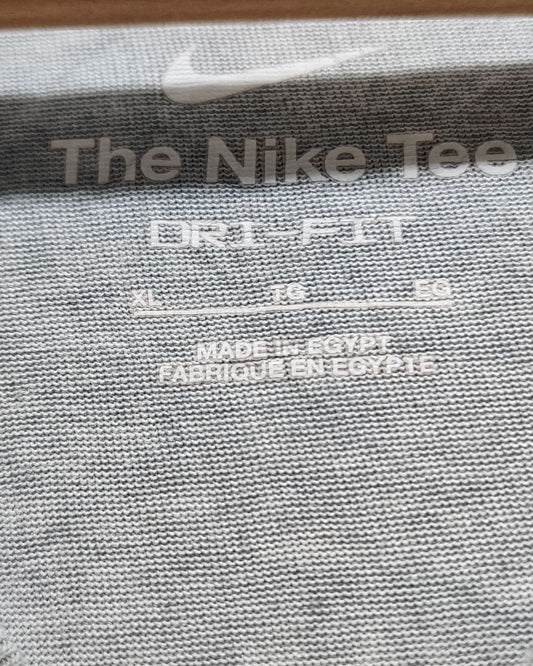 The Nike Tee
DRI-FIT
XL TG EG
MADE IN EGYPT
FABRIQUE EN EGYPTE